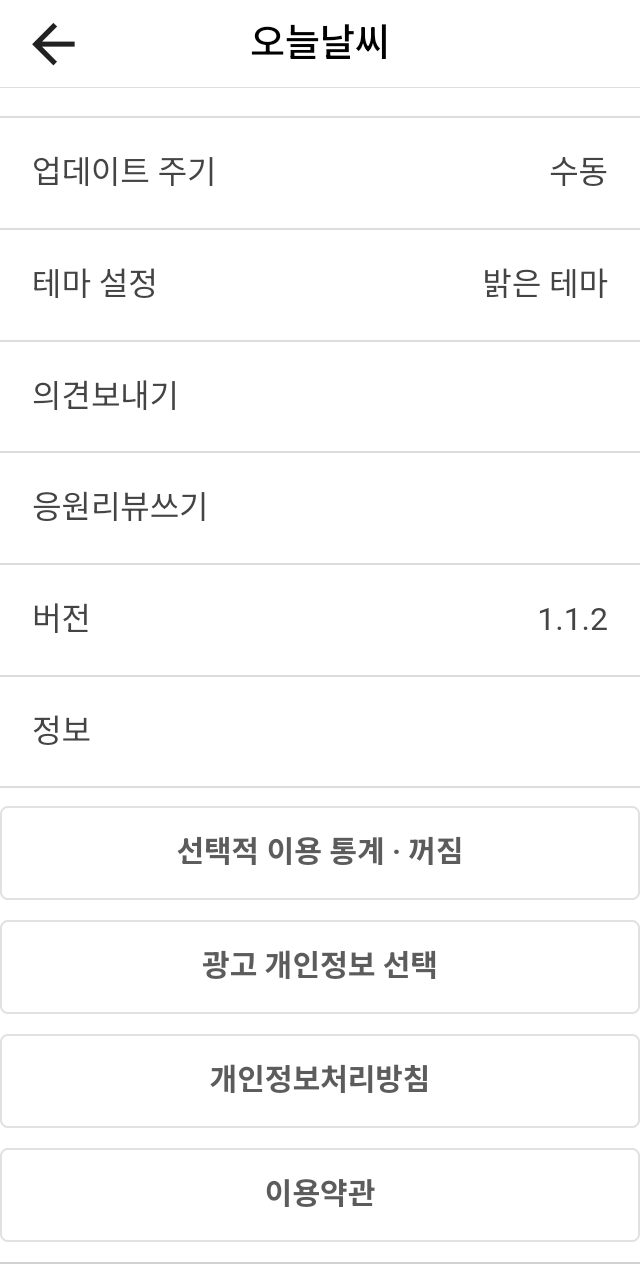 오늘날씨
업데이트 주기 수동
테마 설정 밝은 테마
의견보내기
응원리뷰쓰기
버전 1.1.2
정보
선택적 이용 통계 · 꺼짐
광고 개인정보 선택
개인정보처리방침
이용약관